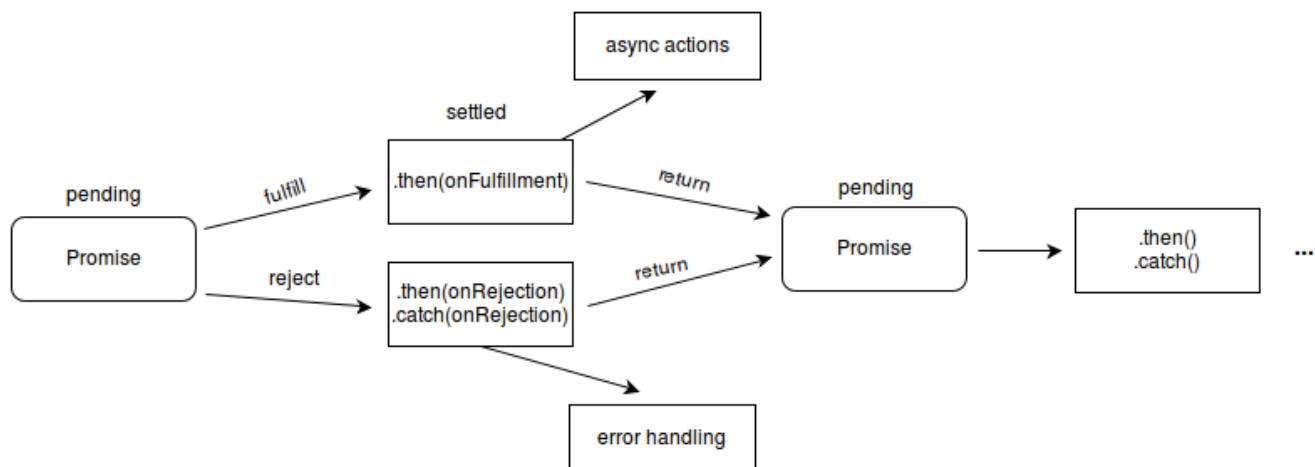 async actions
settled
.then(onFulfillment)
pending
fulfill
return
pending
Promise
Promise
.then()
.catch()
...
reject
return
.then(onRejection)
.catch(onRejection)
error handling